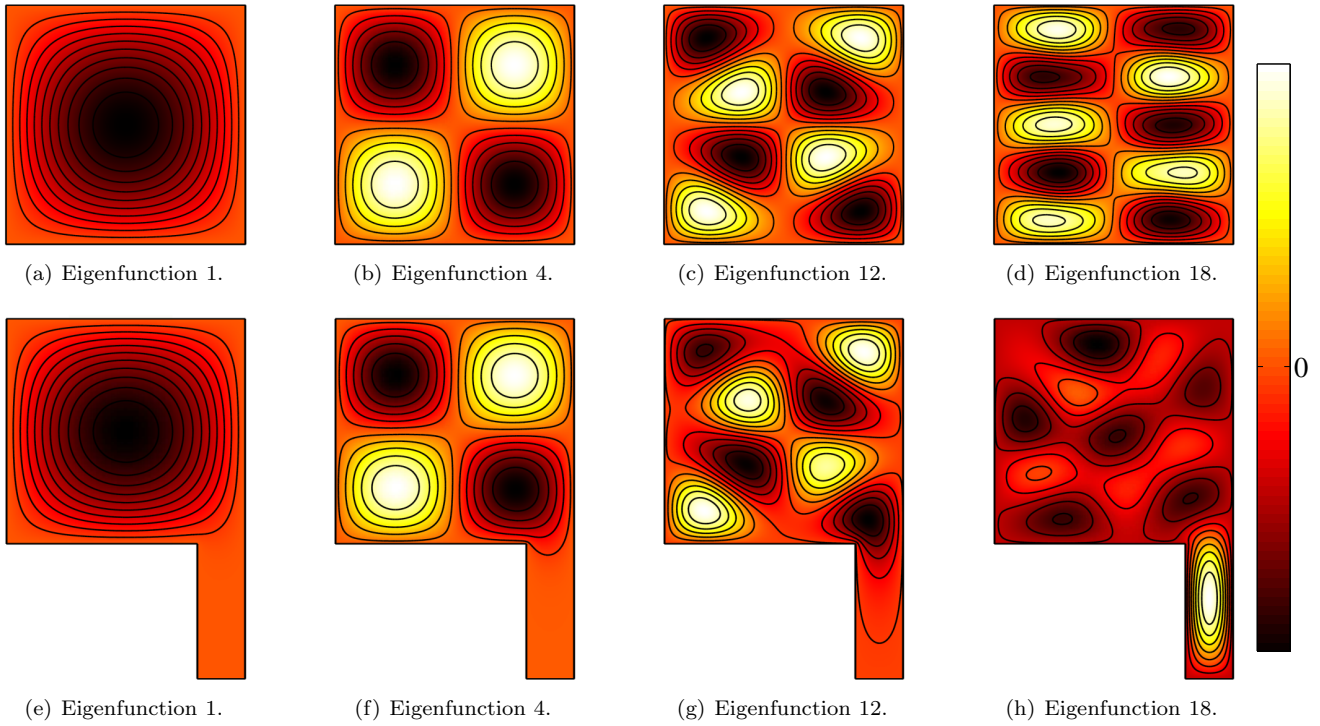 (a) Eigenfunction 1.
(b) Eigenfunction 4.
(c) Eigenfunction 12.
(d) Eigenfunction 18.
0
(e) Eigenfunction 1.
(f) Eigenfunction 4.
(g) Eigenfunction 12.
(h) Eigenfunction 18.